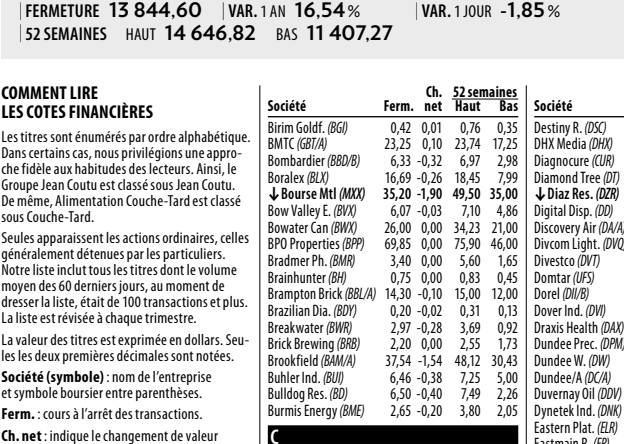 FERMETURE 13 844,60 VAR. 1 AN 16,54 % VAR. 1 JOUR -1,85 %
52 SEMAINES HAUT 14 646,82 BAS 11 407,27
COMMENT LIRE
LES COTES FINANCIÈRES
Les titres sont énumérés par ordre alphabétique.
Dans certains cas, nous privilégions une appro-
che fidèle aux habitudes des lecteurs. Ainsi, le
Groupe Jean Coutu est classé sous Jean Coutu.
De même, Alimentation Couche-Tard est classé
sous Couche-Tard.
Seules apparaissent les actions ordinaires, celles
généralement détenues par les particuliers.
Notre liste inclut tous les titres dont le volume
moyen des 60 derniers jours, au moment de
dresser la liste, était de 100 transactions et plus.
La liste est révisée à chaque trimestre.
La valeur des titres est exprimée en dollars. Seu-
les les deux premières décimales sont notées.
Société (symbole) : nom de l'entreprise
et symbole boursier entre parenthèses.
Ferm. : cours à l'arrêt des transactions.
Ch. net : indique le changement de valeur
Ch. 52 semaines
Société Ferm. net Haut Bas
Birim Goldf. (BGI) 0,42 0,01 0,76 0,35
BMTC (GBT/A) 23,25 0,10 23,74 17,25
Bombardier (BBD/B) 6,33 -0,32 6,97 2,98
Boralex (BLX) 16,69 -0,26 18,45 7,99
↓ Bourse Mtl (MXX) 35,20 -1,90 49,50 35,00
Bow Valley E. (BVX) 6,07 -0,03 7,10 4,86
Bowater Can (BWX) 26,00 0,00 34,23 21,00
BPO Properties (BPP) 69,85 0,00 75,90 46,00
Bradmer Ph. (BMR) 3,40 0,00 5,60 1,65
Brainhunter (BH) 0,75 0,00 0,83 0,45
Brampton Brick (BBL/A) 14,30 -0,10 15,00 12,00
Brazilian Dia. (BDY) 0,20 -0,02 0,31 0,13
Breakwater (BWR) 2,97 -0,28 3,69 0,92
Brick Brewing (BRB) 2,20 0,00 2,55 1,73
Brookfield (BAM/A) 37,54 -1,54 48,12 30,43
Buhler Ind. (BUI) 6,46 -0,38 7,25 5,00
Bulldog Res. (BD) 6,50 -0,40 7,49 2,26
Burmis Energy (BME) 2,65 -0,20 3,80 2,05
C
Société
Destiny R. (DSC)
DHX Media (DHX)
Diagnocure (CUR)
Diamond Tree (DT)
↓ Diaz Res. (DZR)
Digital Disp. (DD)
Discovery Air (DA/A)
Divcom Light. (DVQ
Divestco (DVT)
Domtar (UFS)
Dorel (DII/B)
Dover Ind. (DVI)
Draxis Health (DAX)
Dundee Prec. (DPM)
Dundee W. (DW)
Dundee/A (DC/A)
Duvernay Oil (DDV)
Dynetek Ind. (DNK)
Eastern Plat. (ELR)
Eastmain R. (ER)